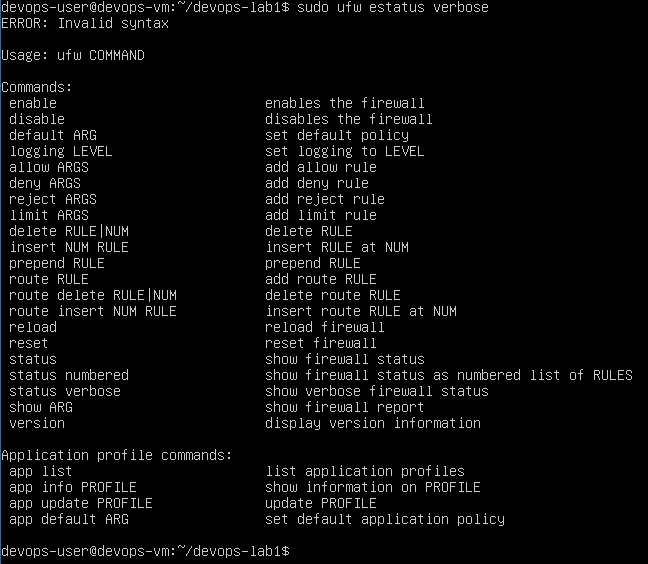 devops-user@devops-vm:~/devops-lab1$ sudo ufw estatus verbose
ERROR: Invalid syntax

Usage: ufw COMMAND

Commands:
 enable                          enables the firewall
 disable                         disables the firewall
 default ARG                     set default policy
 logging LEVEL                   set logging to LEVEL
 allow ARGS                      add allow rule
 deny ARGS                       add deny rule
 reject ARGS                     add reject rule
 limit ARGS                      add limit rule
 delete RULE|NUM                 delete RULE
 insert NUM RULE                 insert RULE at NUM
 prepend RULE                    prepend RULE
 route RULE                      add route RULE
 route delete RULE|NUM           delete route RULE
 route insert NUM RULE           insert route RULE at NUM
 reload                          reload firewall
 reset                           reset firewall
 status                          show firewall status
 status numbered                 show firewall status as numbered list of RULES
 status verbose                  show verbose firewall status
 show ARG                        show firewall report
 version                         display version information

Application profile commands:
 app list                        list application profiles
 app info PROFILE                show information on PROFILE
 app update PROFILE              update PROFILE
 app default ARG                 set default application policy

devops-user@devops-vm:~/devops-lab1$